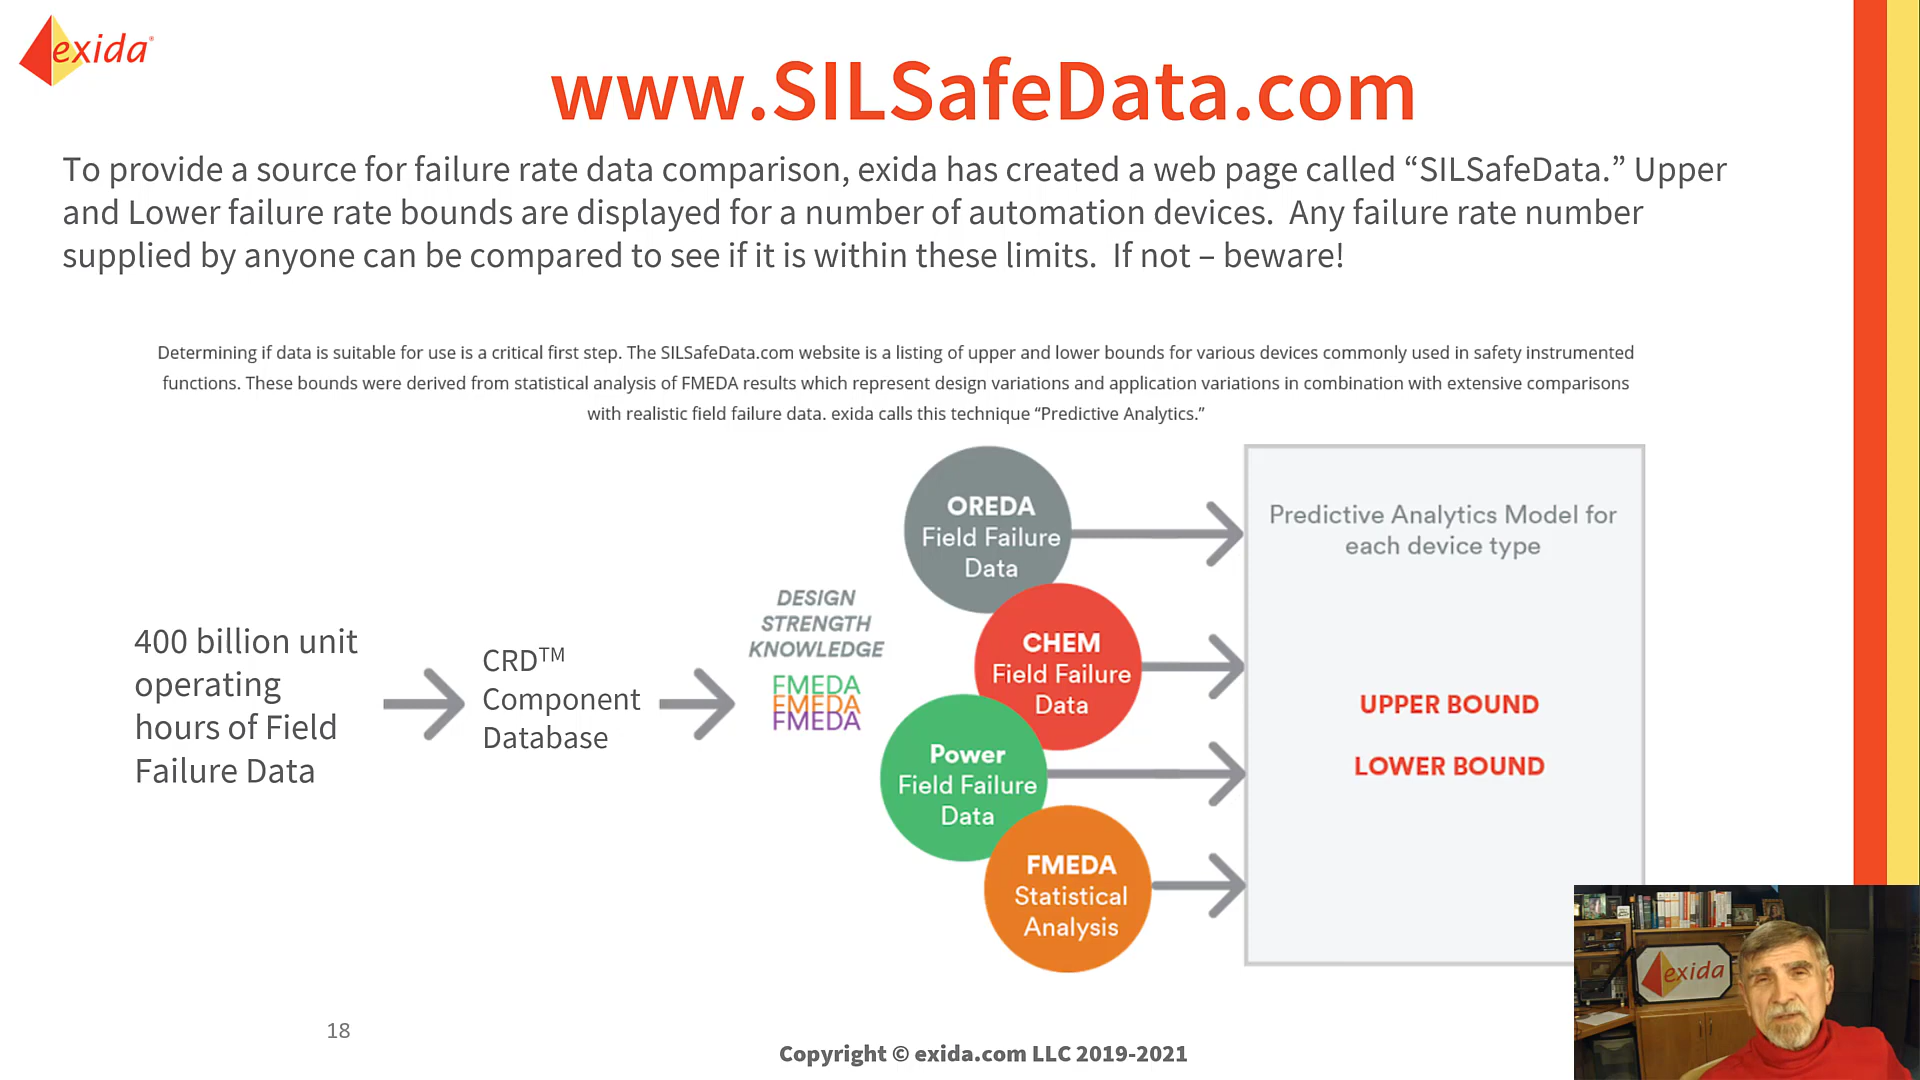 exida
www.SILSafeData.com
To provide a source for failure rate data comparison, exida has created a web page called “SILSafeData.” Upper
and Lower failure rate bounds are displayed for a number of automation devices.  Any failure rate number
supplied by anyone can be compared to see if it is within these limits.  If not – beware!
Determining if data is suitable for use is a critical first step. The SILSafeData.com website is a listing of upper and lower bounds for various devices commonly used in safety instrumented
functions. These bounds were derived from statistical analysis of FMEDA results which represent design variations and application variations in combination with extensive comparisons
with realistic field failure data. exida calls this technique “Predictive Analytics.”
400 billion unit
operating
hours of Field
Failure Data
CRD™
Component
Database
DESIGN
STRENGTH
KNOWLEDGE
FMEDA
FMEDA
FMEDA
OREDA
Field Failure
Data
CHEM
Field Failure
Data
Power
Field Failure
Data
FMEDA
Statistical
Analysis
Predictive Analytics Model for
each device type
UPPER BOUND
LOWER BOUND
exida
18
Copyright © exida.com LLC 2019-2021